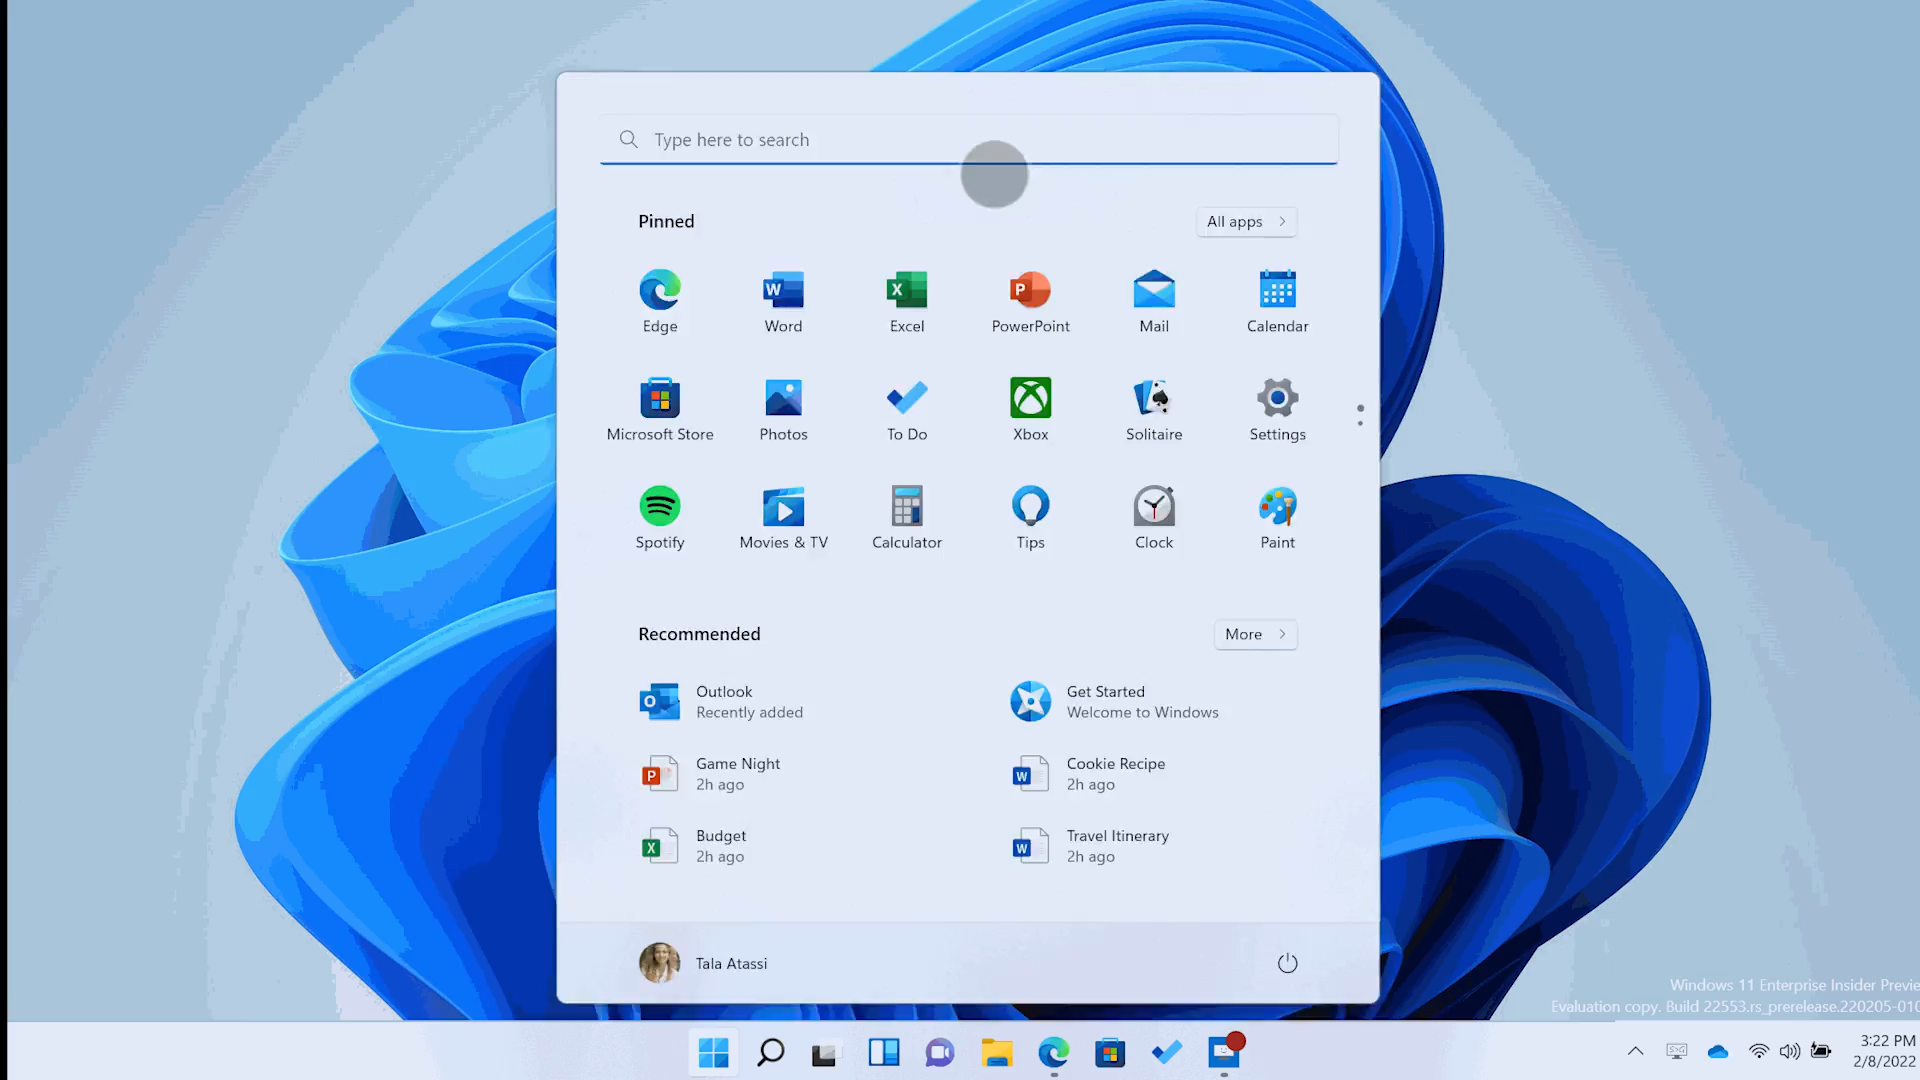 Type here to search
Pinned
All apps
Edge
Word
Excel
PowerPoint
Mail
Calendar
Microsoft Store
Photos
To Do
Xbox
Solitaire
Settings
Spotify
Movies & TV
Calculator
Tips
Clock
Paint
Recommended
More
Outlook
Recently added
Get Started
Welcome to Windows
Game Night
2h ago
Cookie Recipe
2h ago
Budget
2h ago
Travel Itinerary
2h ago
Tala Atassi
Windows 11 Enterprise Insider Previe
Evaluation copy. Build 22553.rs_prerelease.220205-010
3:22 PM
2/8/2022